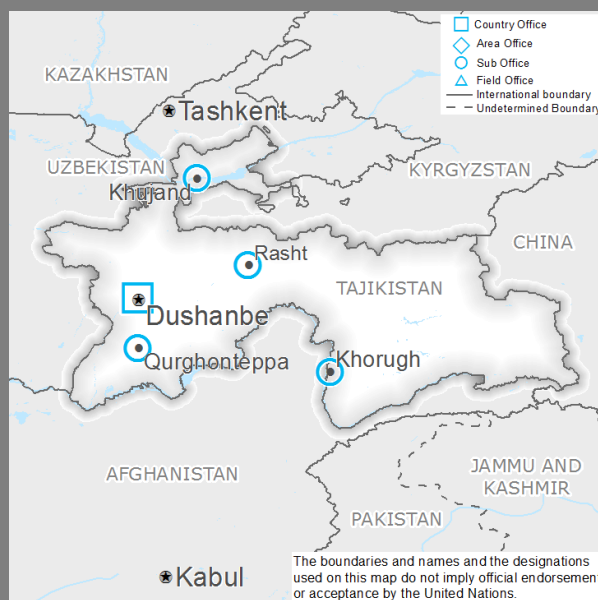 Country Office
Area Office
Sub Office
Field Office
International boundary
Undetermined Boundary
KAZAKHSTAN
Tashkent
UZBEKISTAN
KYRGYZSTAN
Khujand
CHINA
Rasht
TAJIKISTAN
Dushanbe
Qurghonteppa
Khorugh
AFGHANISTAN
JAMMU AND
KASHMIR
PAKISTAN
Kabul
The boundaries and names and the designations
used on this map do not imply official endorsemen
or acceptance by the United Nations.